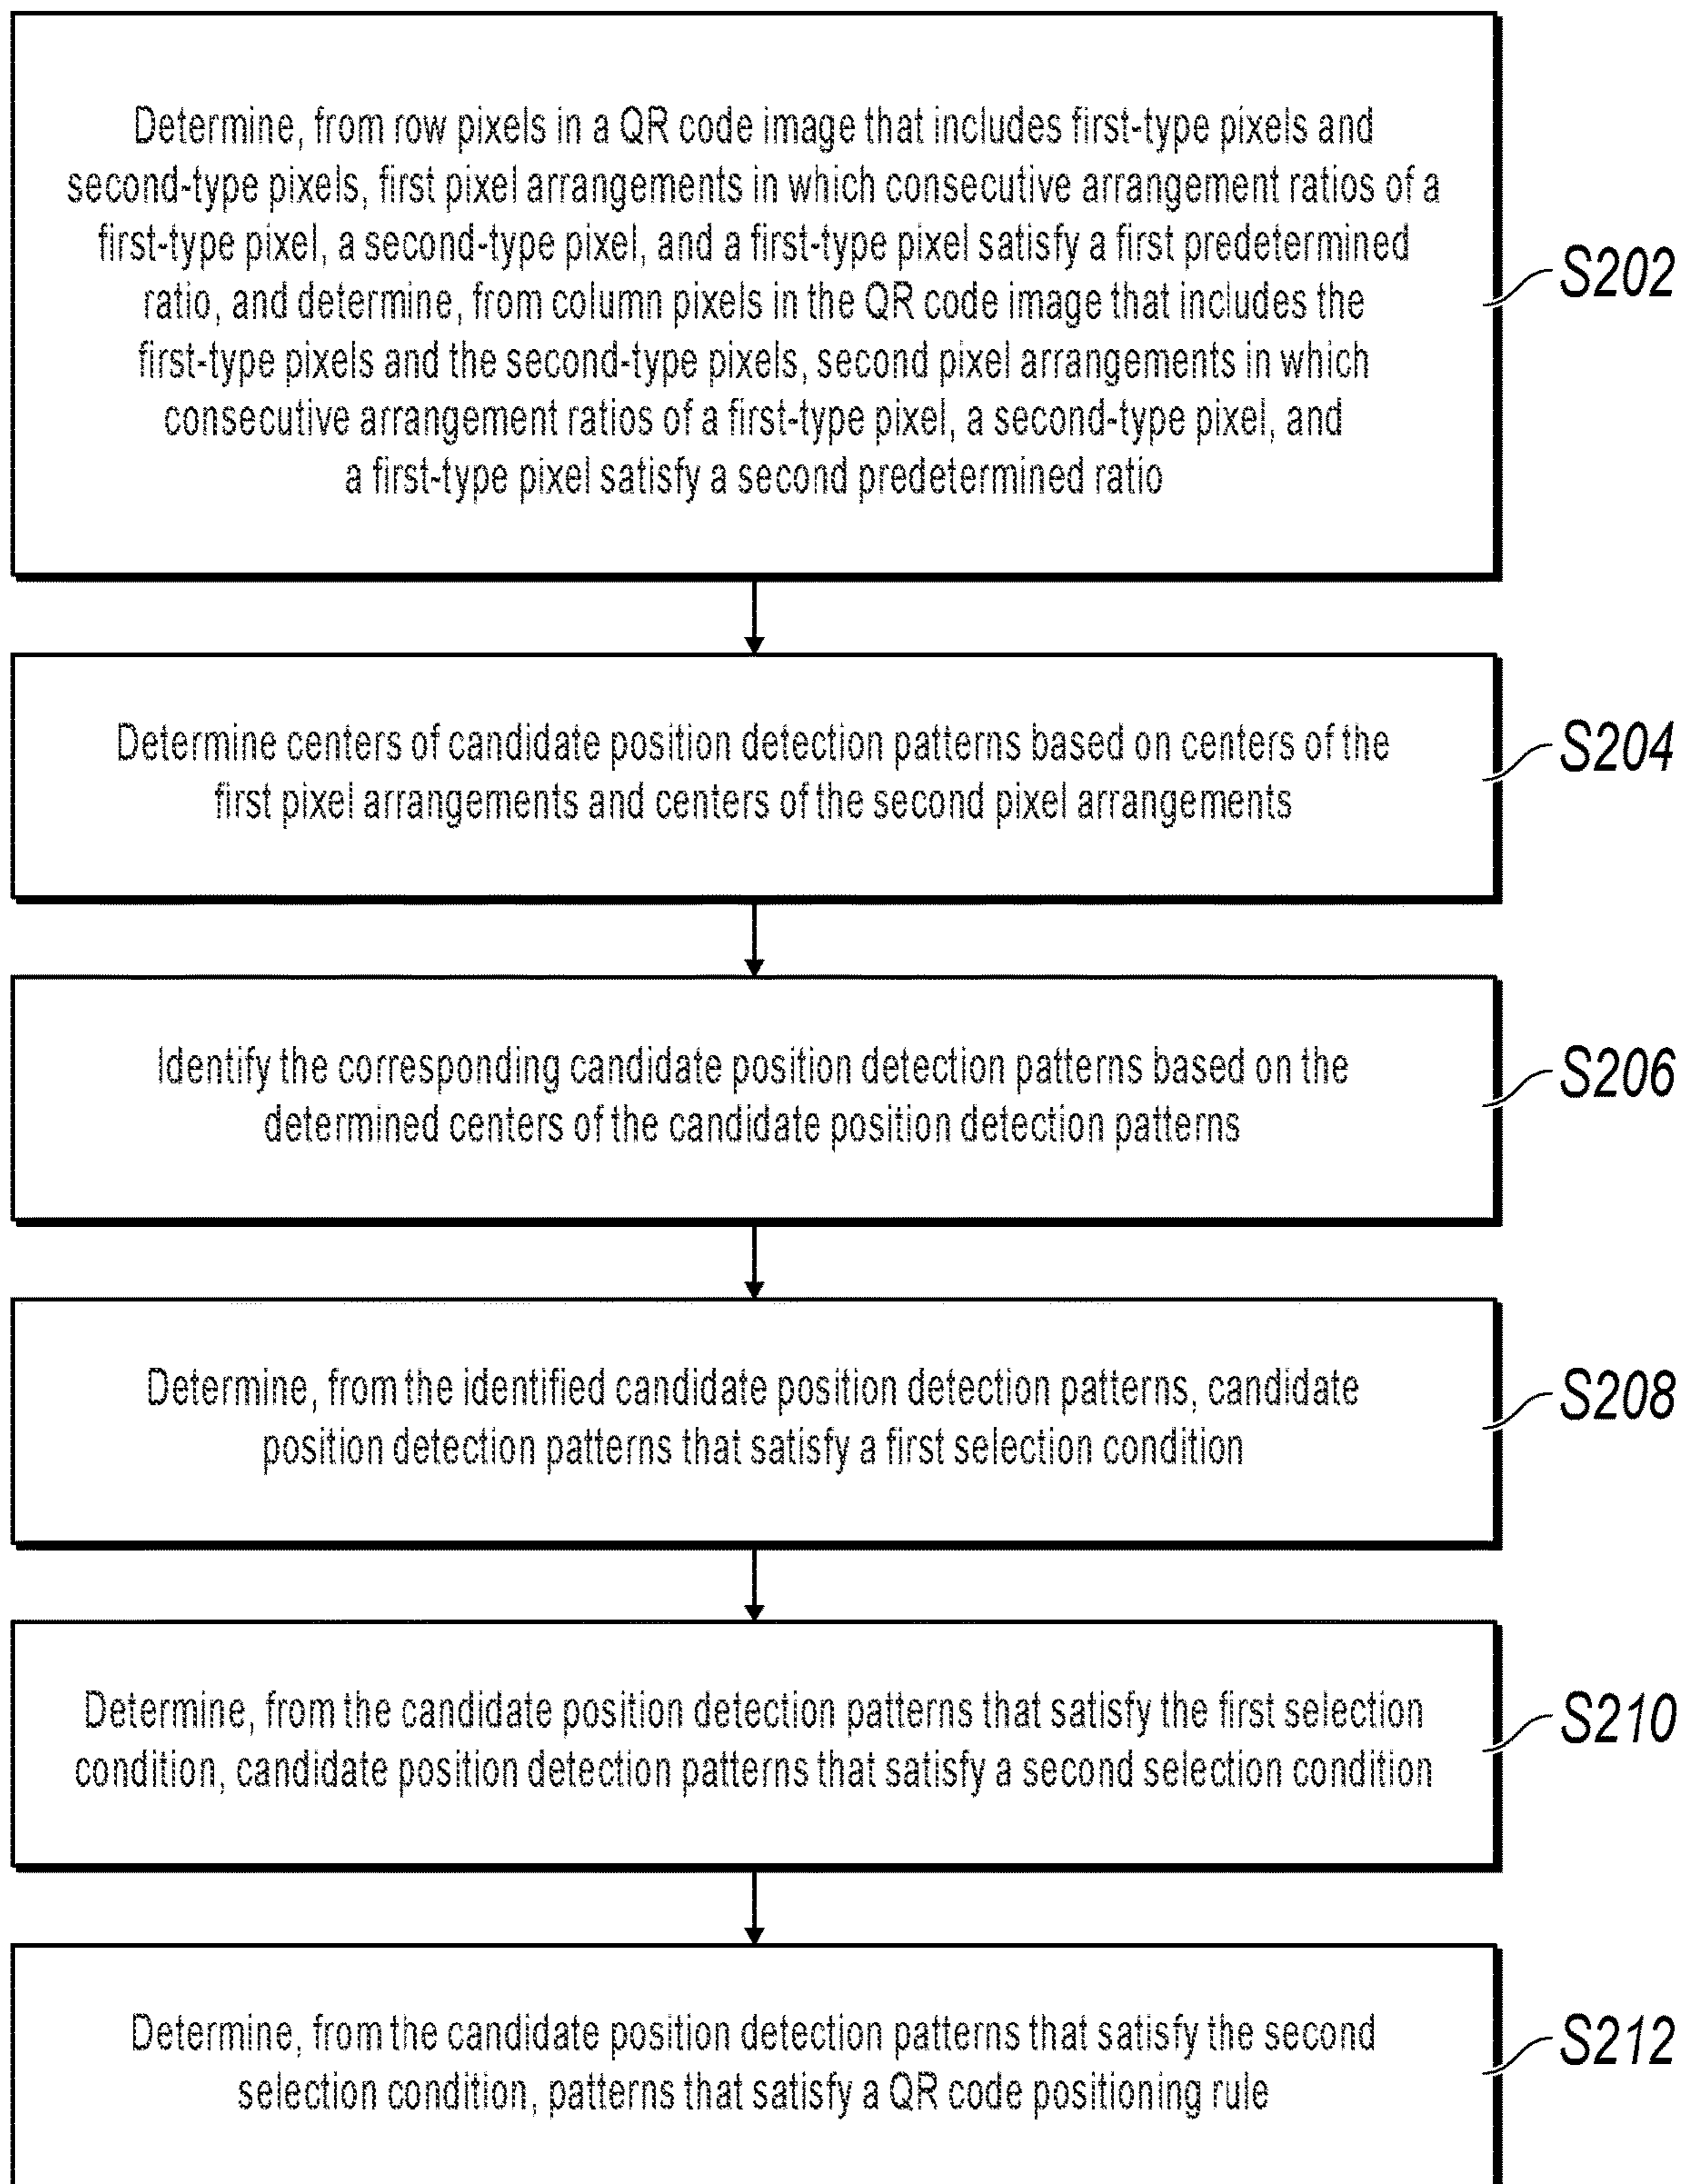 Determine, from row pixels in a QR code image that includes first-type pixels and
second-type pixels, first pixel arrangements in which consecutive arrangement ratios of a
first-type pixel, a second-type pixel, and a first-type pixel satisfy a first predetermined
ratio, and determine, from column pixels in the QR code image that includes the
first-type pixels and the second-type pixels, second pixel arrangements in which
consecutive arrangement ratios of a first-type pixel, a second-type pixel, and
a first-type pixel satisfy a second predetermined ratio
S202
Determine centers of candidate position detection patterns based on centers of the
first pixel arrangements and centers of the second pixel arrangements
S204
Identify the corresponding candidate position detection patterns based on the
determined centers of the candidate position detection patterns
S206
Determine, from the identified candidate position detection patterns, candidate
position detection patterns that satisfy a first selection condition
S208
Determine, from the candidate position detection patterns that satisfy the first selection
condition, candidate position detection patterns that satisfy a second selection condition
S210
Determine, from the candidate position detection patterns that satisfy the second
selection condition, patterns that satisfy a QR code positioning rule
S212